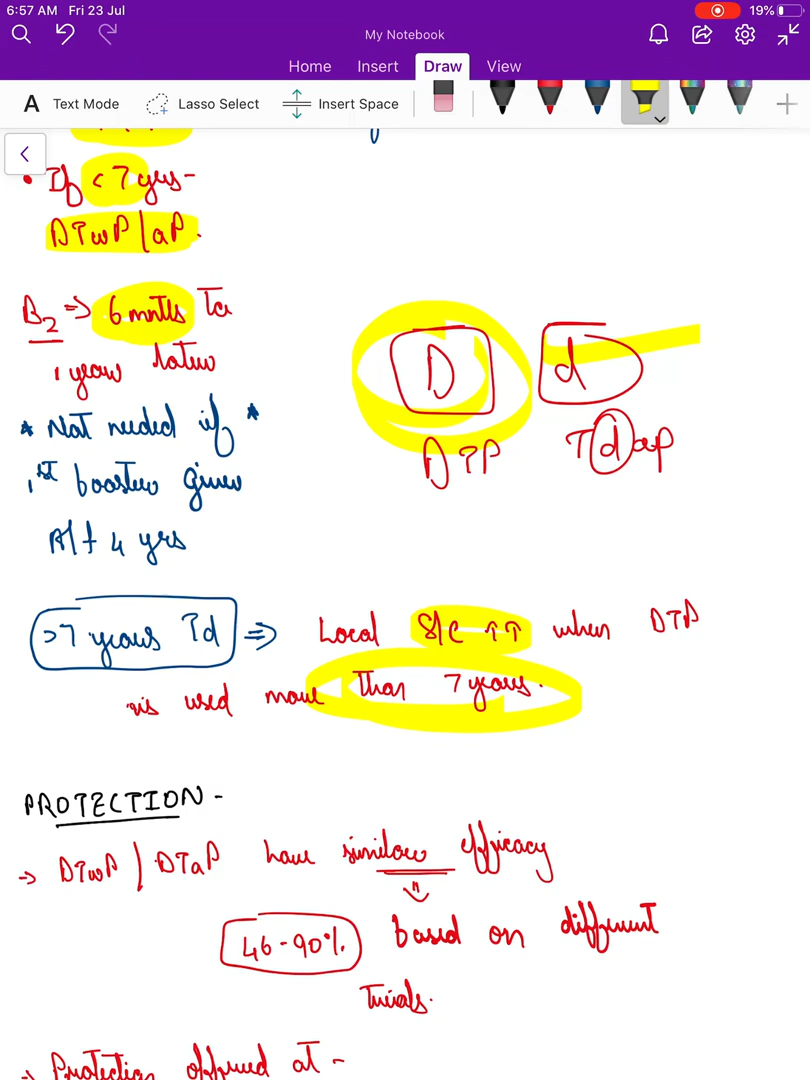 6:57 AM Fri 23 Jul
19%
My Notebook
Home Insert Draw View
A Text Mode Lasso Select Insert Space
• If < 7 yrs-
DTwP/aP.
B2 => 6 mnths To
1 year later
* Not needed if *
1st booster given
Aft 4 yrs
D d
DTP Tdap
>7 years Td => Local S/E ↑↑ when DTP
is used more than 7 years.
PROTECTION -
-> DTwP / DTaP have similar efficacy
46-90% based on different
Trials.
-> Protection offered at -